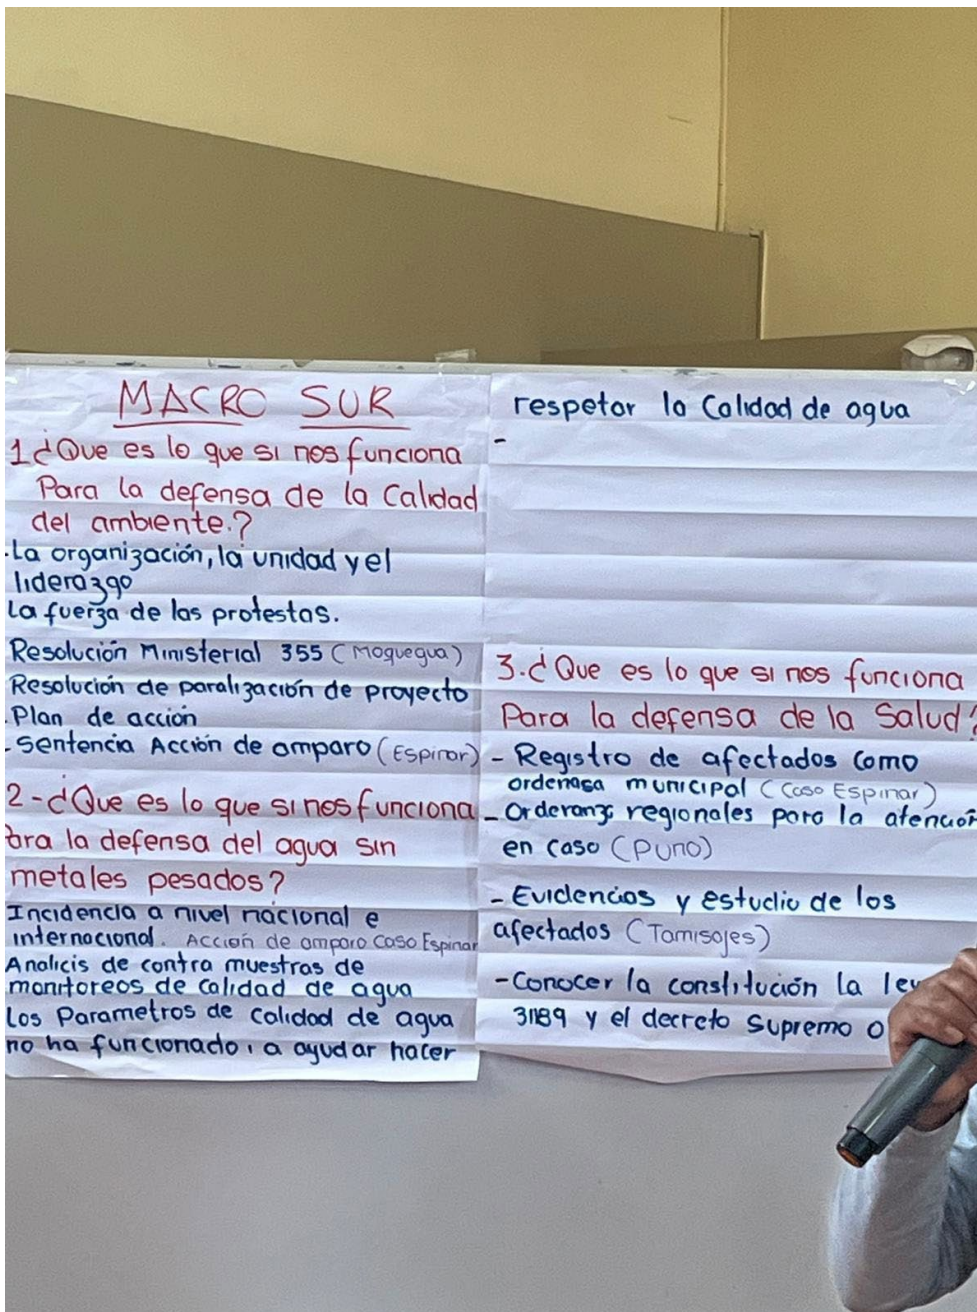 MACRO SUR
1 ¿Que es lo que si nos funciona
Para la defensa de la Calidad
del ambiente.?
.La organización, la unidad y el
liderazgo
La fuerza de las protestas.
Resolución Ministerial 355 (Moquegua)
Resolución de paralización de proyecto
.Plan de acción
-Sentencia Acción de amparo (Espinar)
2-¿Que es lo que si nos funciona
Para la defensa del agua sin
metales pesados?
Incidencia a nivel nacional e
internacional. Accion de amparo Caso Espinar
Analicis de contra muestras de
monitoreos de calidad de agua
Los Parametros de calidad de agua
no ha funcionado, a ayudar hacer
respetar la Calidad de agua
-
3.¿Que es lo que si nos funciona
Para la defensa de la Salud?
- Registro de afectados como
ordenasa municipal (Caso Espinar)
- regionales para la atención
en caso (Puno)
- Evidencias y estudio de los
afectados (Tamisajes)
-Conocer la constitución la ley
31189 y el decreto Supremo